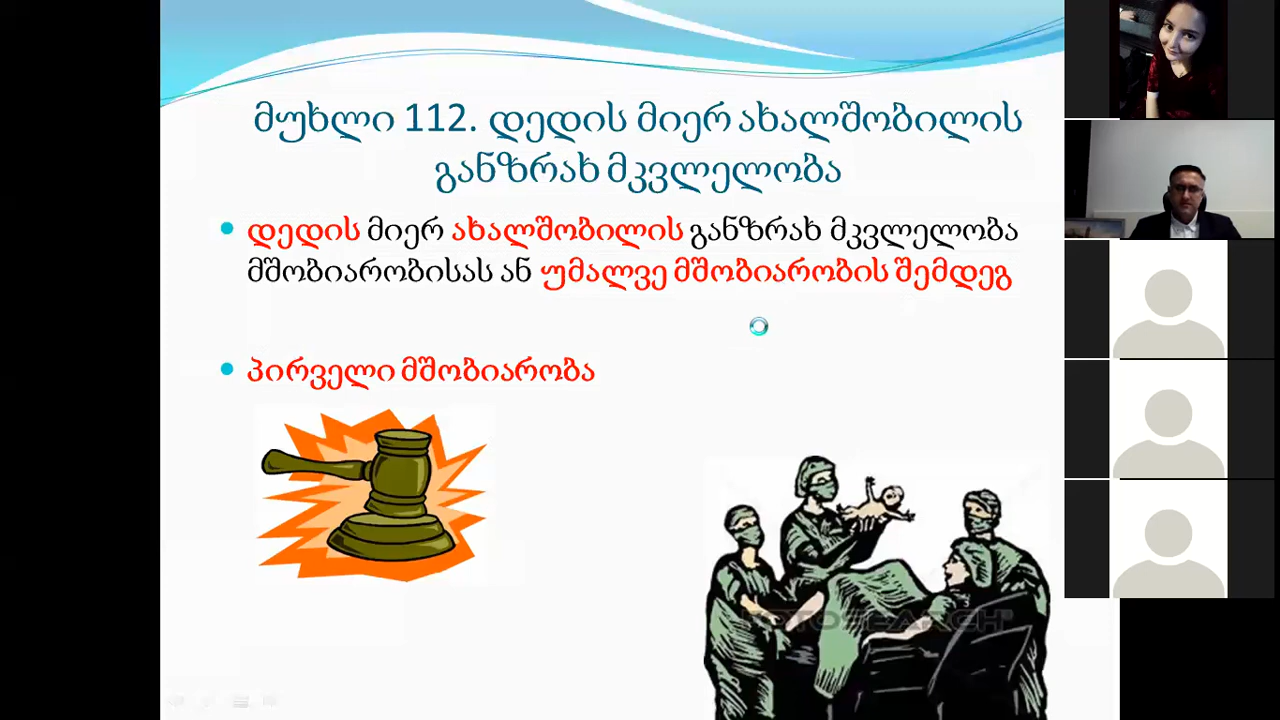 მუხლი 112. დედის მიერ ახალშობილის
განზრახ მკვლელობა
დედის მიერ ახალშობილის განზრახ მკვლელობა
მშობიარობისას ან უმალვე მშობიარობის შემდეგ
პირველი მშობიარობა
FOTOSEARCH